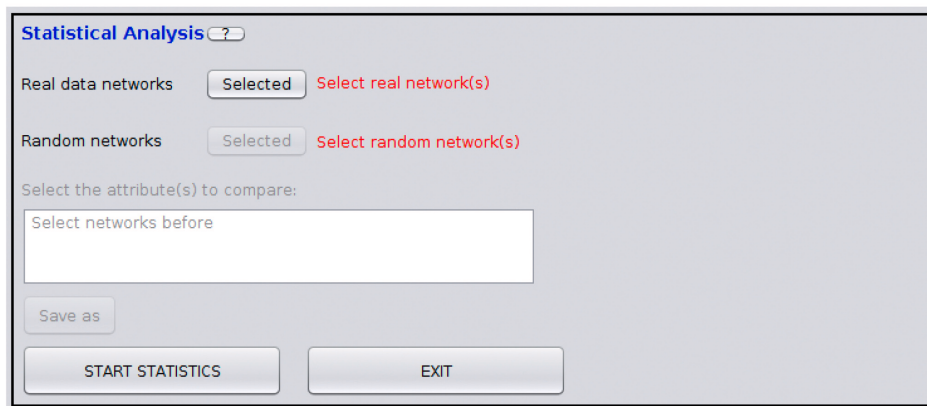 Statistical Analysis ?
Real data networks Selected Select real network(s)
Random networks Selected Select random network(s)
Select the attribute(s) to compare:
Select networks before
Save as
START STATISTICS EXIT